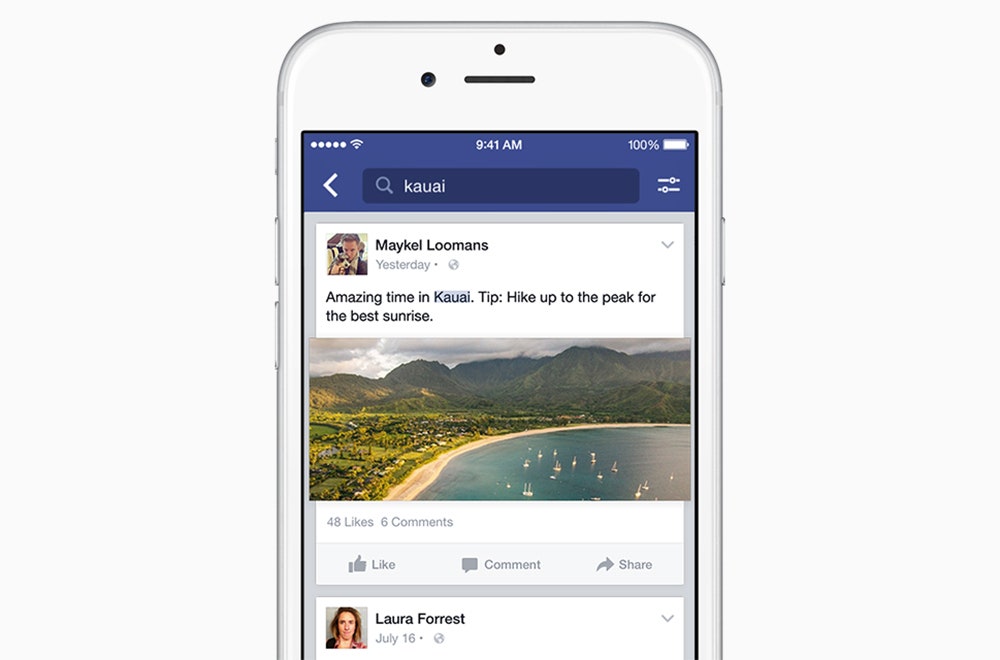 9:41 AM 100%
kauai
Maykel Loomans
Yesterday •
Amazing time in Kauai. Tip: Hike up to the peak for
the best sunrise.
48 Likes 6 Comments
Like Comment Share
Laura Forrest
July 16 •